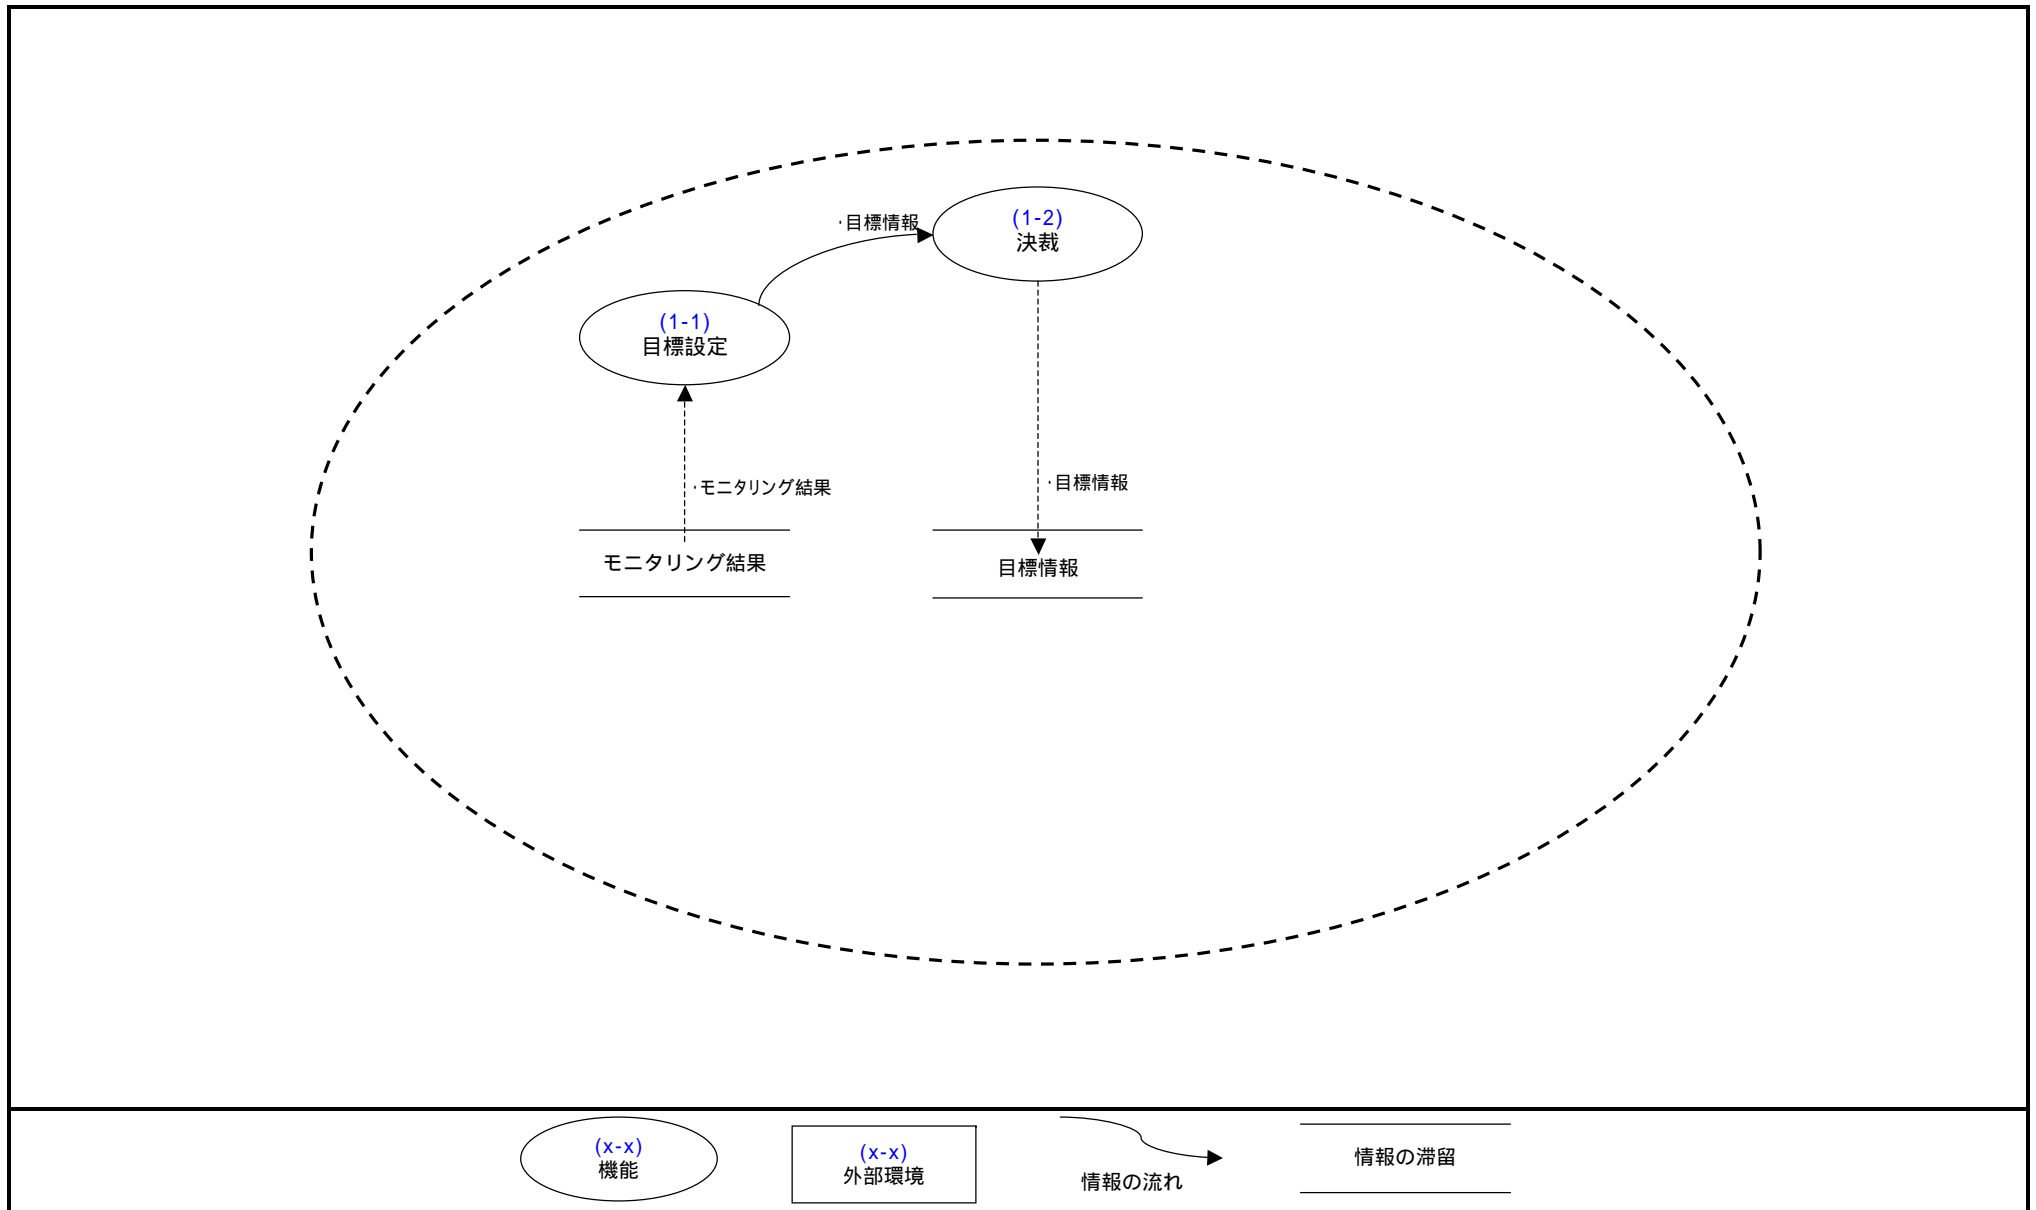 (1-2)
決裁
・目標情報
(1-1)
目標設定
・モニタリング結果
・目標情報
モニタリング結果
目標情報
(x-x)
機能
(x-x)
外部環境
情報の流れ
情報の滞留